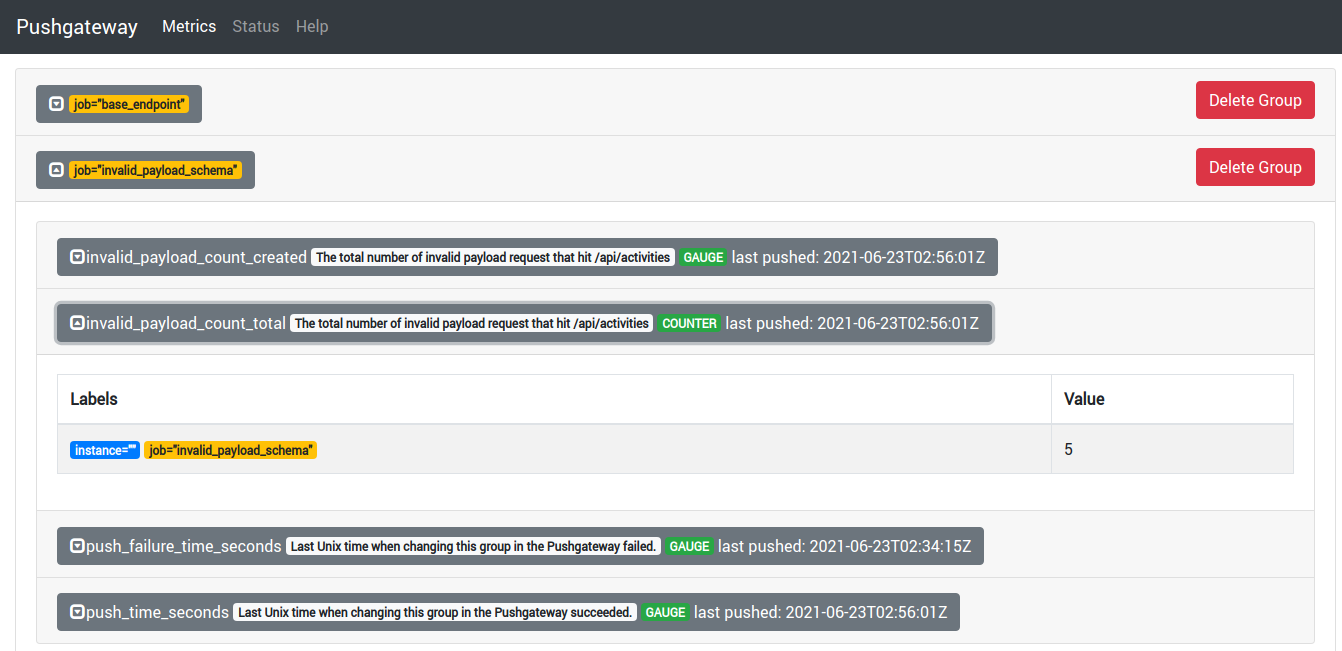 Pushgateway Metrics Status Help
job="base_endpoint" Delete Group
job="invalid_payload_schema" Delete Group
invalid_payload_count_created The total number of invalid payload request that hit /api/activities GAUGE last pushed: 2021-06-23T02:56:01Z
invalid_payload_count_total The total number of invalid payload request that hit /api/activities COUNTER last pushed: 2021-06-23T02:56:01Z
Labels Value
instance="" job="invalid_payload_schema" 5
push_failure_time_seconds Last Unix time when changing this group in the Pushgateway failed. GAUGE last pushed: 2021-06-23T02:34:15Z
push_time_seconds Last Unix time when changing this group in the Pushgateway succeeded. GAUGE last pushed: 2021-06-23T02:56:01Z